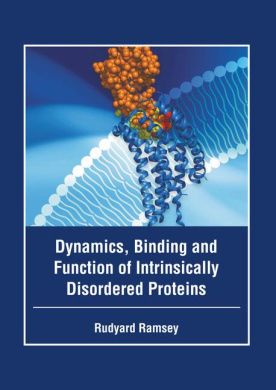 Dynamics, Binding and
Function of Intrinsically
Disordered Proteins
Rudyard Ramsey